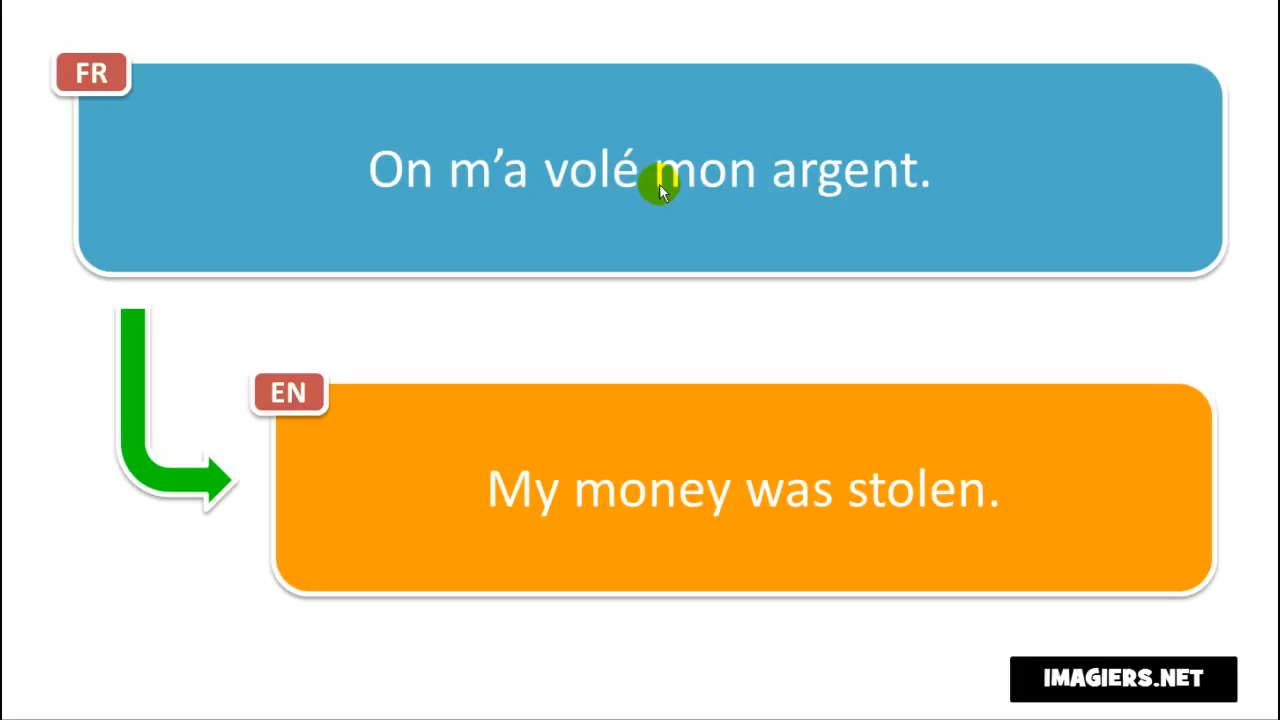 FR
On m’a volé mon argent.
EN
My money was stolen.
IMAGIERS.NET